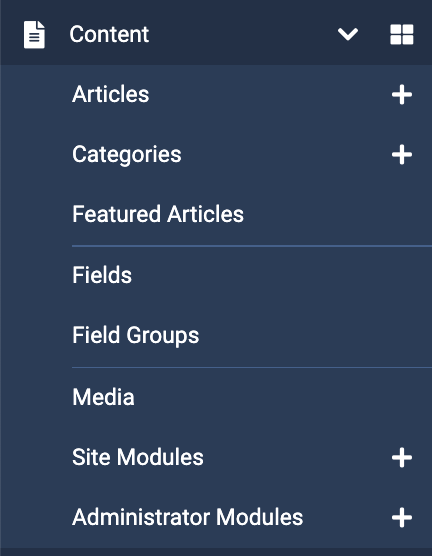 Content
Articles
Categories
Featured Articles
Fields
Field Groups
Media
Site Modules
Administrator Modules